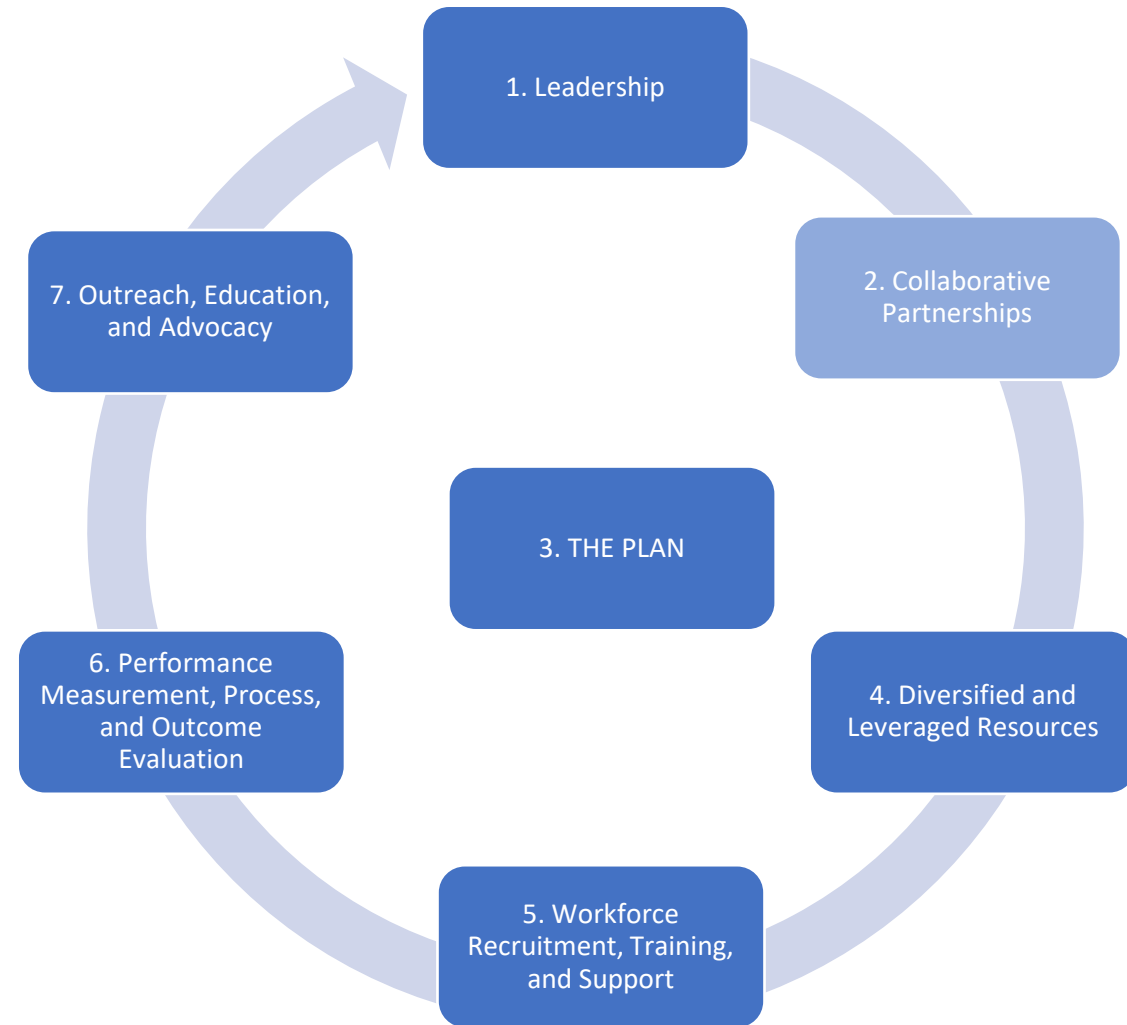 1. Leadership
2. Collaborative
Partnerships
3. THE PLAN
4. Diversified and
Leveraged Resources
5. Workforce
Recruitment, Training,
and Support
6. Performance
Measurement, Process,
and Outcome
Evaluation
7. Outreach, Education,
and Advocacy